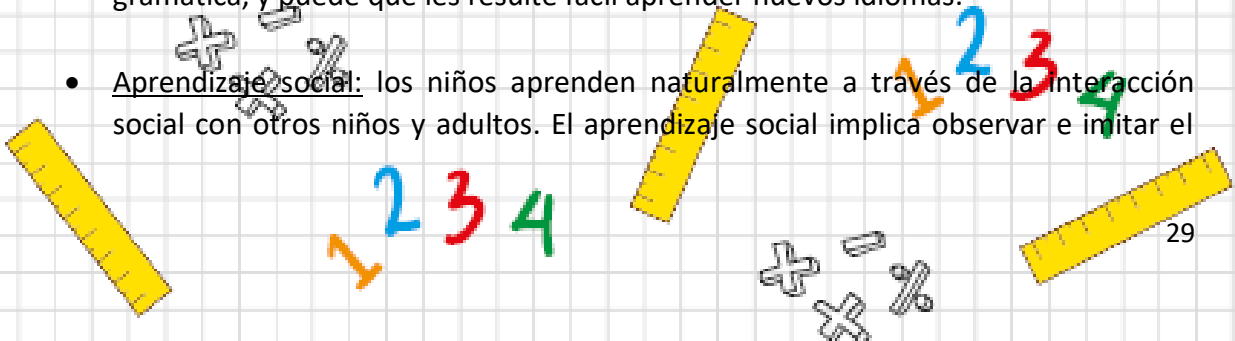 gramática, y puede que les resulte fácil aprender nuevos idiomas.
+ - × %
• Aprendizaje social: los niños aprenden naturalmente a través de la interacción
social con otros niños y adultos. El aprendizaje social implica observar e imitar el
1 2 3 4
1 2 3 4
29
+ - × %